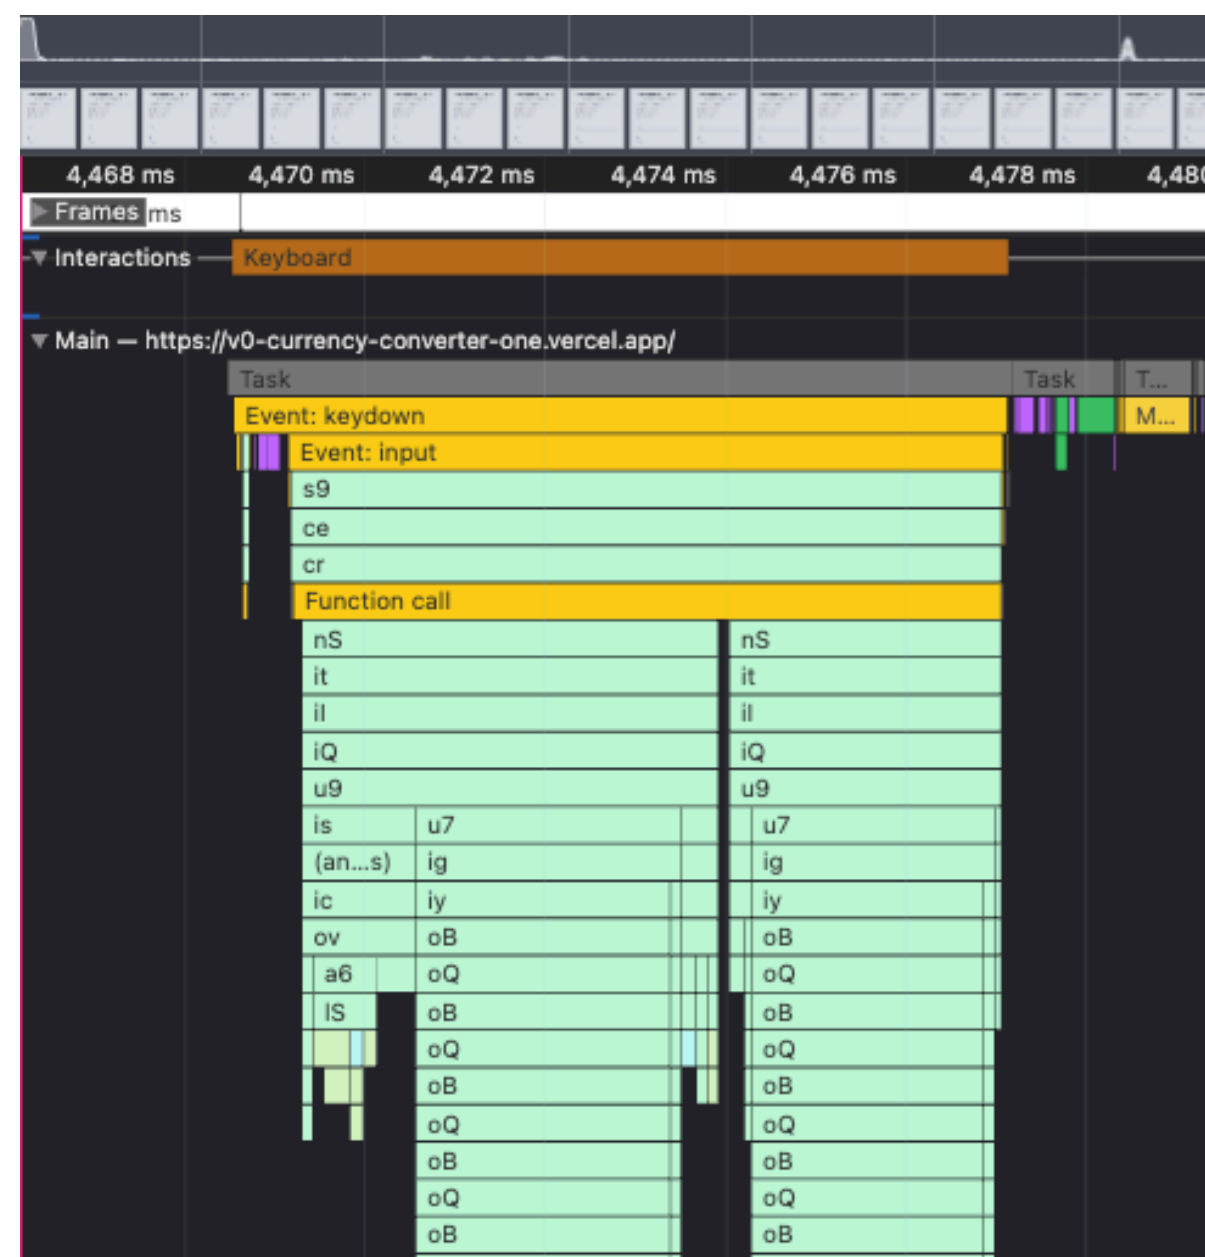 4,468 ms 4,470 ms 4,472 ms 4,474 ms 4,476 ms 4,478 ms 4,480
Frames ms
Interactions Keyboard
Main — https://v0-currency-converter-one.vercel.app/
Task Task T...
Event: keydown M...
Event: input
s9
ce
cr
Function call
nS nS
it it
il il
iQ iQ
u9 u9
is u7 u7
(an...s) ig ig
ic iy iy
ov oB oB
a6 oQ oQ
lS oB oB
oQ oQ
oB oB
oQ oQ
oB oB
oQ oQ
oB oB